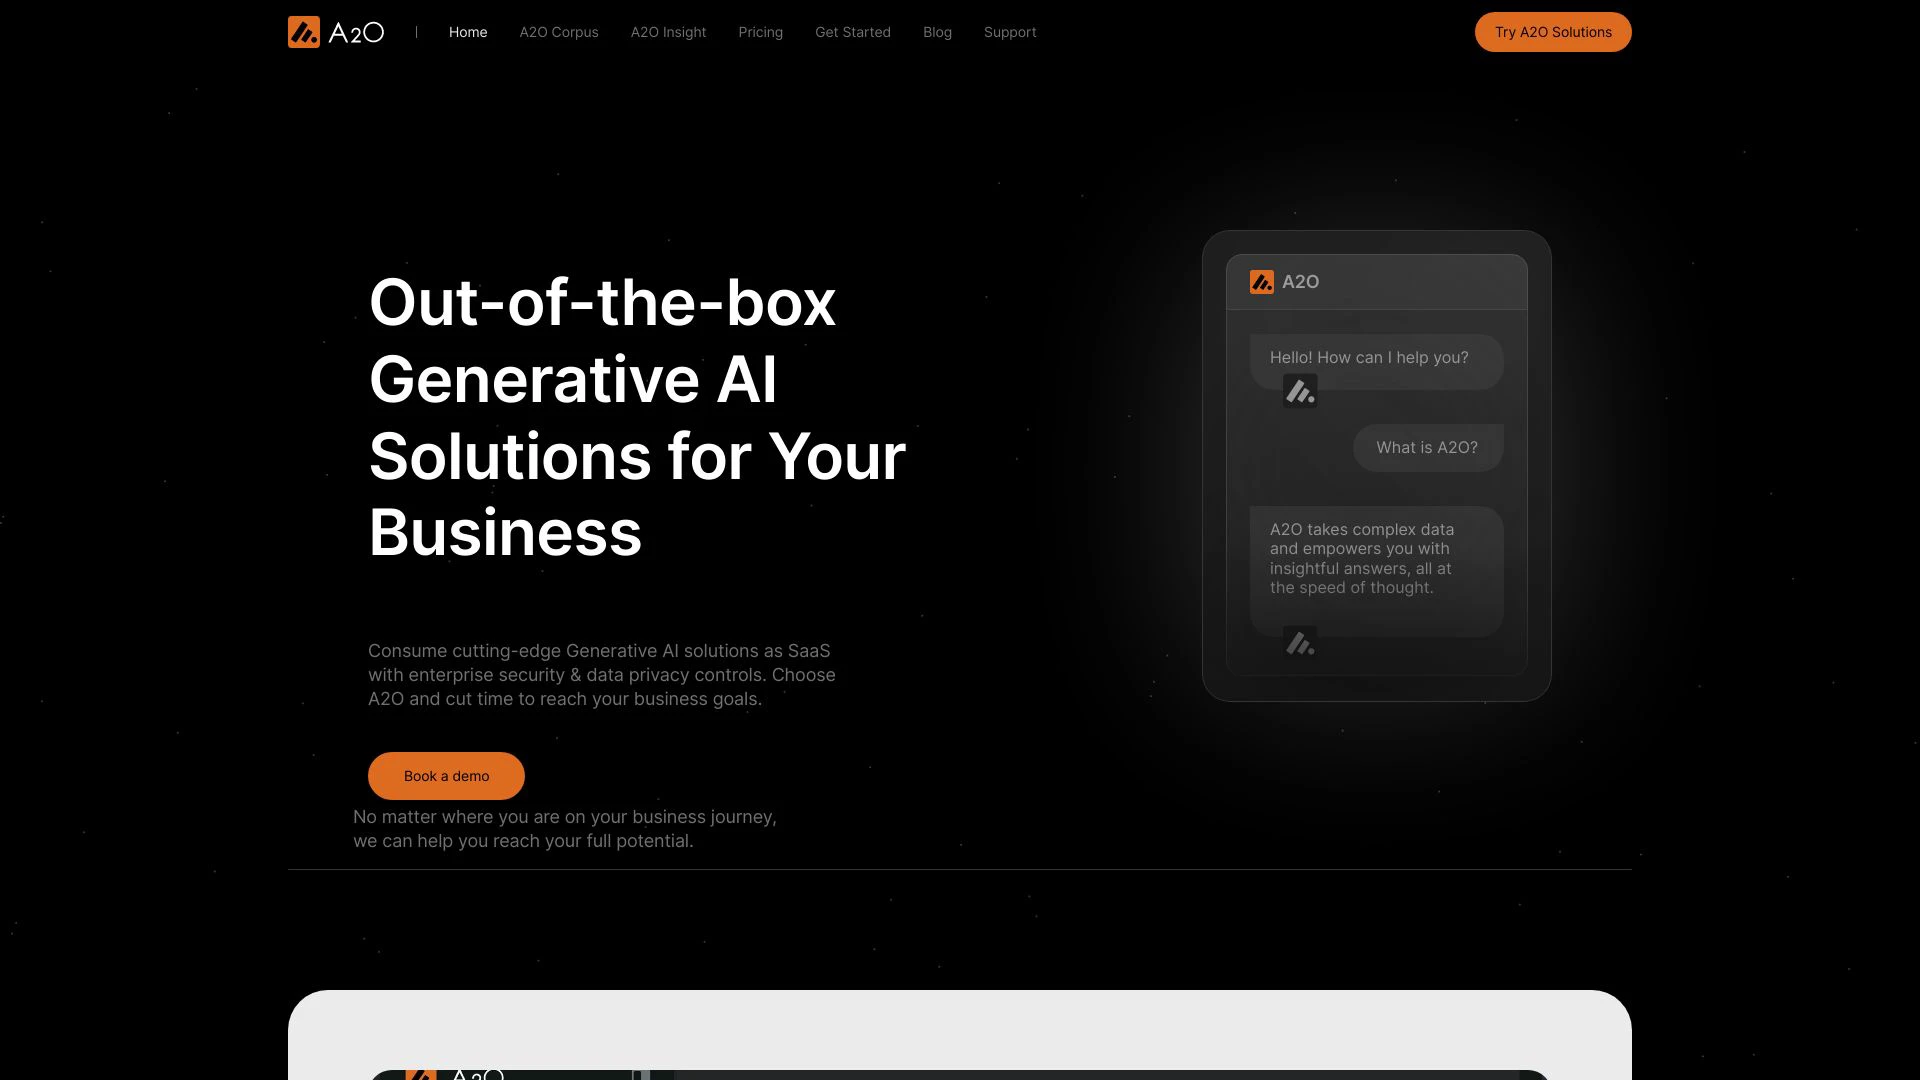 A2O | Home A2O Corpus A2O Insight Pricing Get Started Blog Support Try A2O Solutions
Out-of-the-box
Generative AI
Solutions for Your
Business
Consume cutting-edge Generative AI solutions as SaaS
with enterprise security & data privacy controls. Choose
A2O and cut time to reach your business goals.
Book a demo
No matter where you are on your business journey,
we can help you reach your full potential.
A2O
Hello! How can I help you?
What is A2O?
A2O takes complex data
and empowers you with
insightful answers, all at
the speed of thought.
A2O